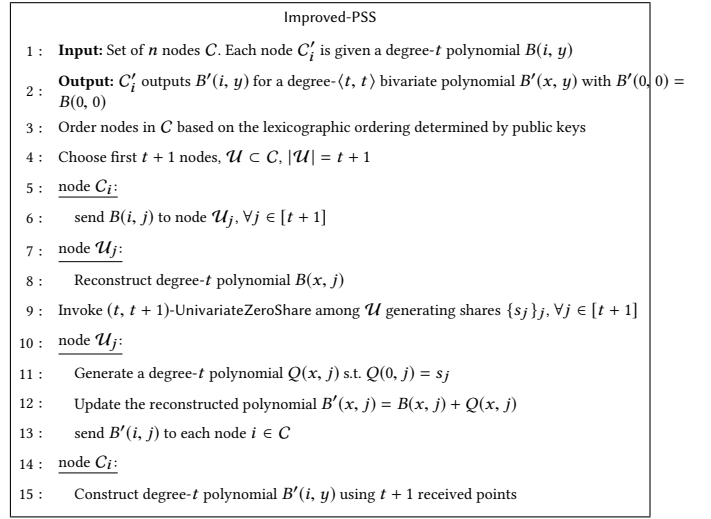 Improved-PSS
1 : Input: Set of n nodes C. Each node C′ᵢ is given a degree-t polynomial B(i, y)
2 : Output: C′ᵢ outputs B′(i, y) for a degree-⟨t, t⟩ bivariate polynomial B′(x, y) with B′(0, 0) =
B(0, 0)
3 : Order nodes in C based on the lexicographic ordering determined by public keys
4 : Choose first t + 1 nodes, 𝒰 ⊂ C, |𝒰| = t + 1
5 : node Cᵢ:
6 : send B(i, j) to node 𝒰ⱼ, ∀j ∈ [t + 1]
7 : node 𝒰ⱼ:
8 : Reconstruct degree-t polynomial B(x, j)
9 : Invoke (t, t + 1)-UnivariateZeroShare among 𝒰 generating shares {sⱼ}ⱼ, ∀j ∈ [t + 1]
10 : node 𝒰ⱼ:
11 : Generate a degree-t polynomial Q(x, j) s.t. Q(0, j) = sⱼ
12 : Update the reconstructed polynomial B′(x, j) = B(x, j) + Q(x, j)
13 : send B′(i, j) to each node i ∈ C
14 : node Cᵢ:
15 : Construct degree-t polynomial B′(i, y) using t + 1 received points